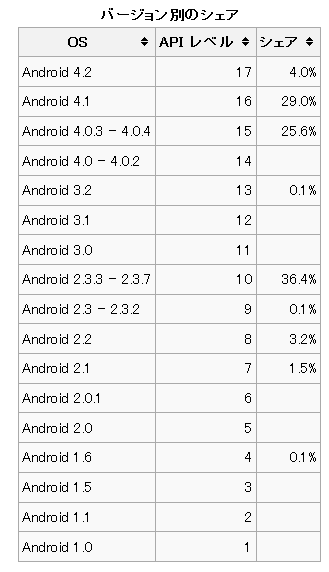 バージョン別のシェア
OS API レベル シェア
Android 4.2 17 4.0%
Android 4.1 16 29.0%
Android 4.0.3 - 4.0.4 15 25.6%
Android 4.0 - 4.0.2 14
Android 3.2 13 0.1%
Android 3.1 12
Android 3.0 11
Android 2.3.3 - 2.3.7 10 36.4%
Android 2.3 - 2.3.2 9 0.1%
Android 2.2 8 3.2%
Android 2.1 7 1.5%
Android 2.0.1 6
Android 2.0 5
Android 1.6 4 0.1%
Android 1.5 3
Android 1.1 2
Android 1.0 1